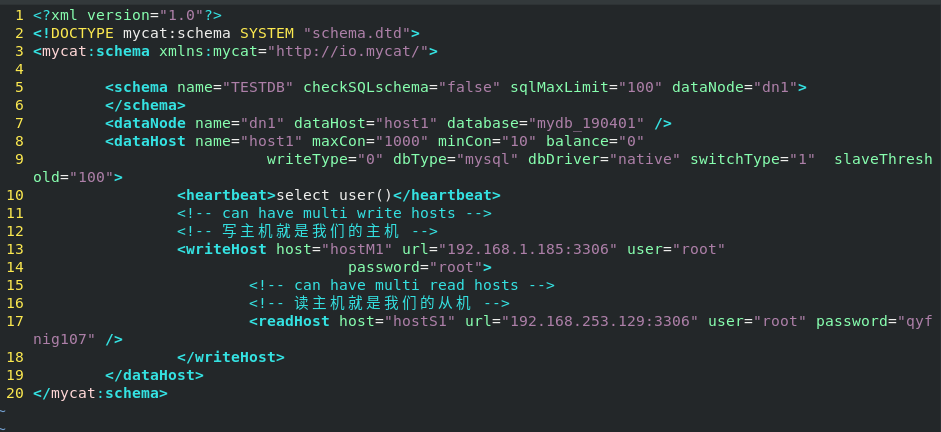 1 <?xml version="1.0"?>
2 <!DOCTYPE mycat:schema SYSTEM "schema.dtd">
3 <mycat:schema xmlns:mycat="http://io.mycat/">
4
5         <schema name="TESTDB" checkSQLschema="false" sqlMaxLimit="100" dataNode="dn1">
6         </schema>
7         <dataNode name="dn1" dataHost="host1" database="mydb_190401" />
8         <dataHost name="host1" maxCon="1000" minCon="10" balance="0"
9                           writeType="0" dbType="mysql" dbDriver="native" switchType="1"  slaveThresh
old="100">
10                 <heartbeat>select user()</heartbeat>
11                 <!-- can have multi write hosts -->
12                 <!-- 写主机就是我们的主机 -->
13                 <writeHost host="hostM1" url="192.168.1.185:3306" user="root"
14                                    password="root">
15                         <!-- can have multi read hosts -->
16                         <!-- 读主机就是我们的从机 -->
17                         <readHost host="hostS1" url="192.168.253.129:3306" user="root" password="qyf
nig107" />
18                 </writeHost>
19         </dataHost>
20 </mycat:schema>
~
~